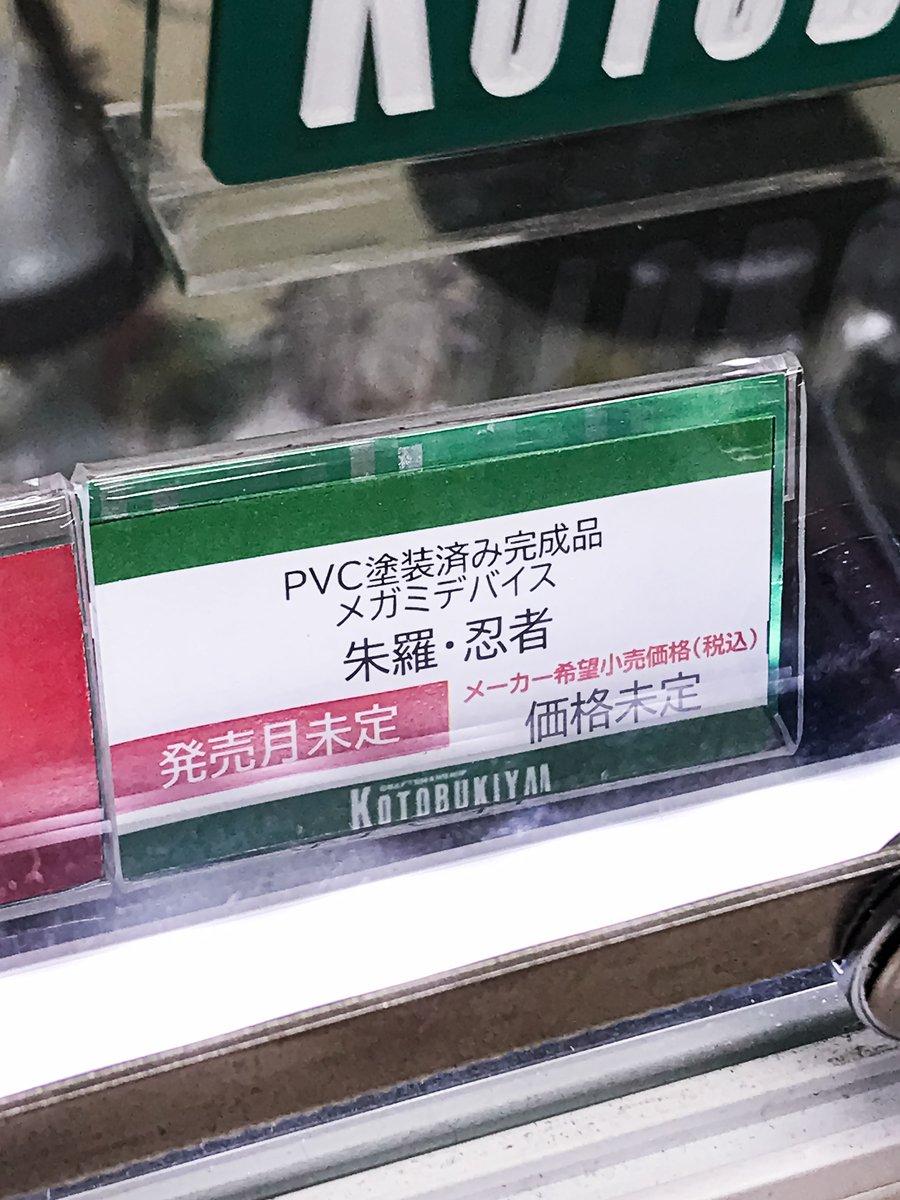 KOTOB
PVC塗装済み完成品
メガミデバイス
朱羅・忍者
メーカー希望小売価格(税込)
発売月未定
価格未定
KOTOBUKIYA